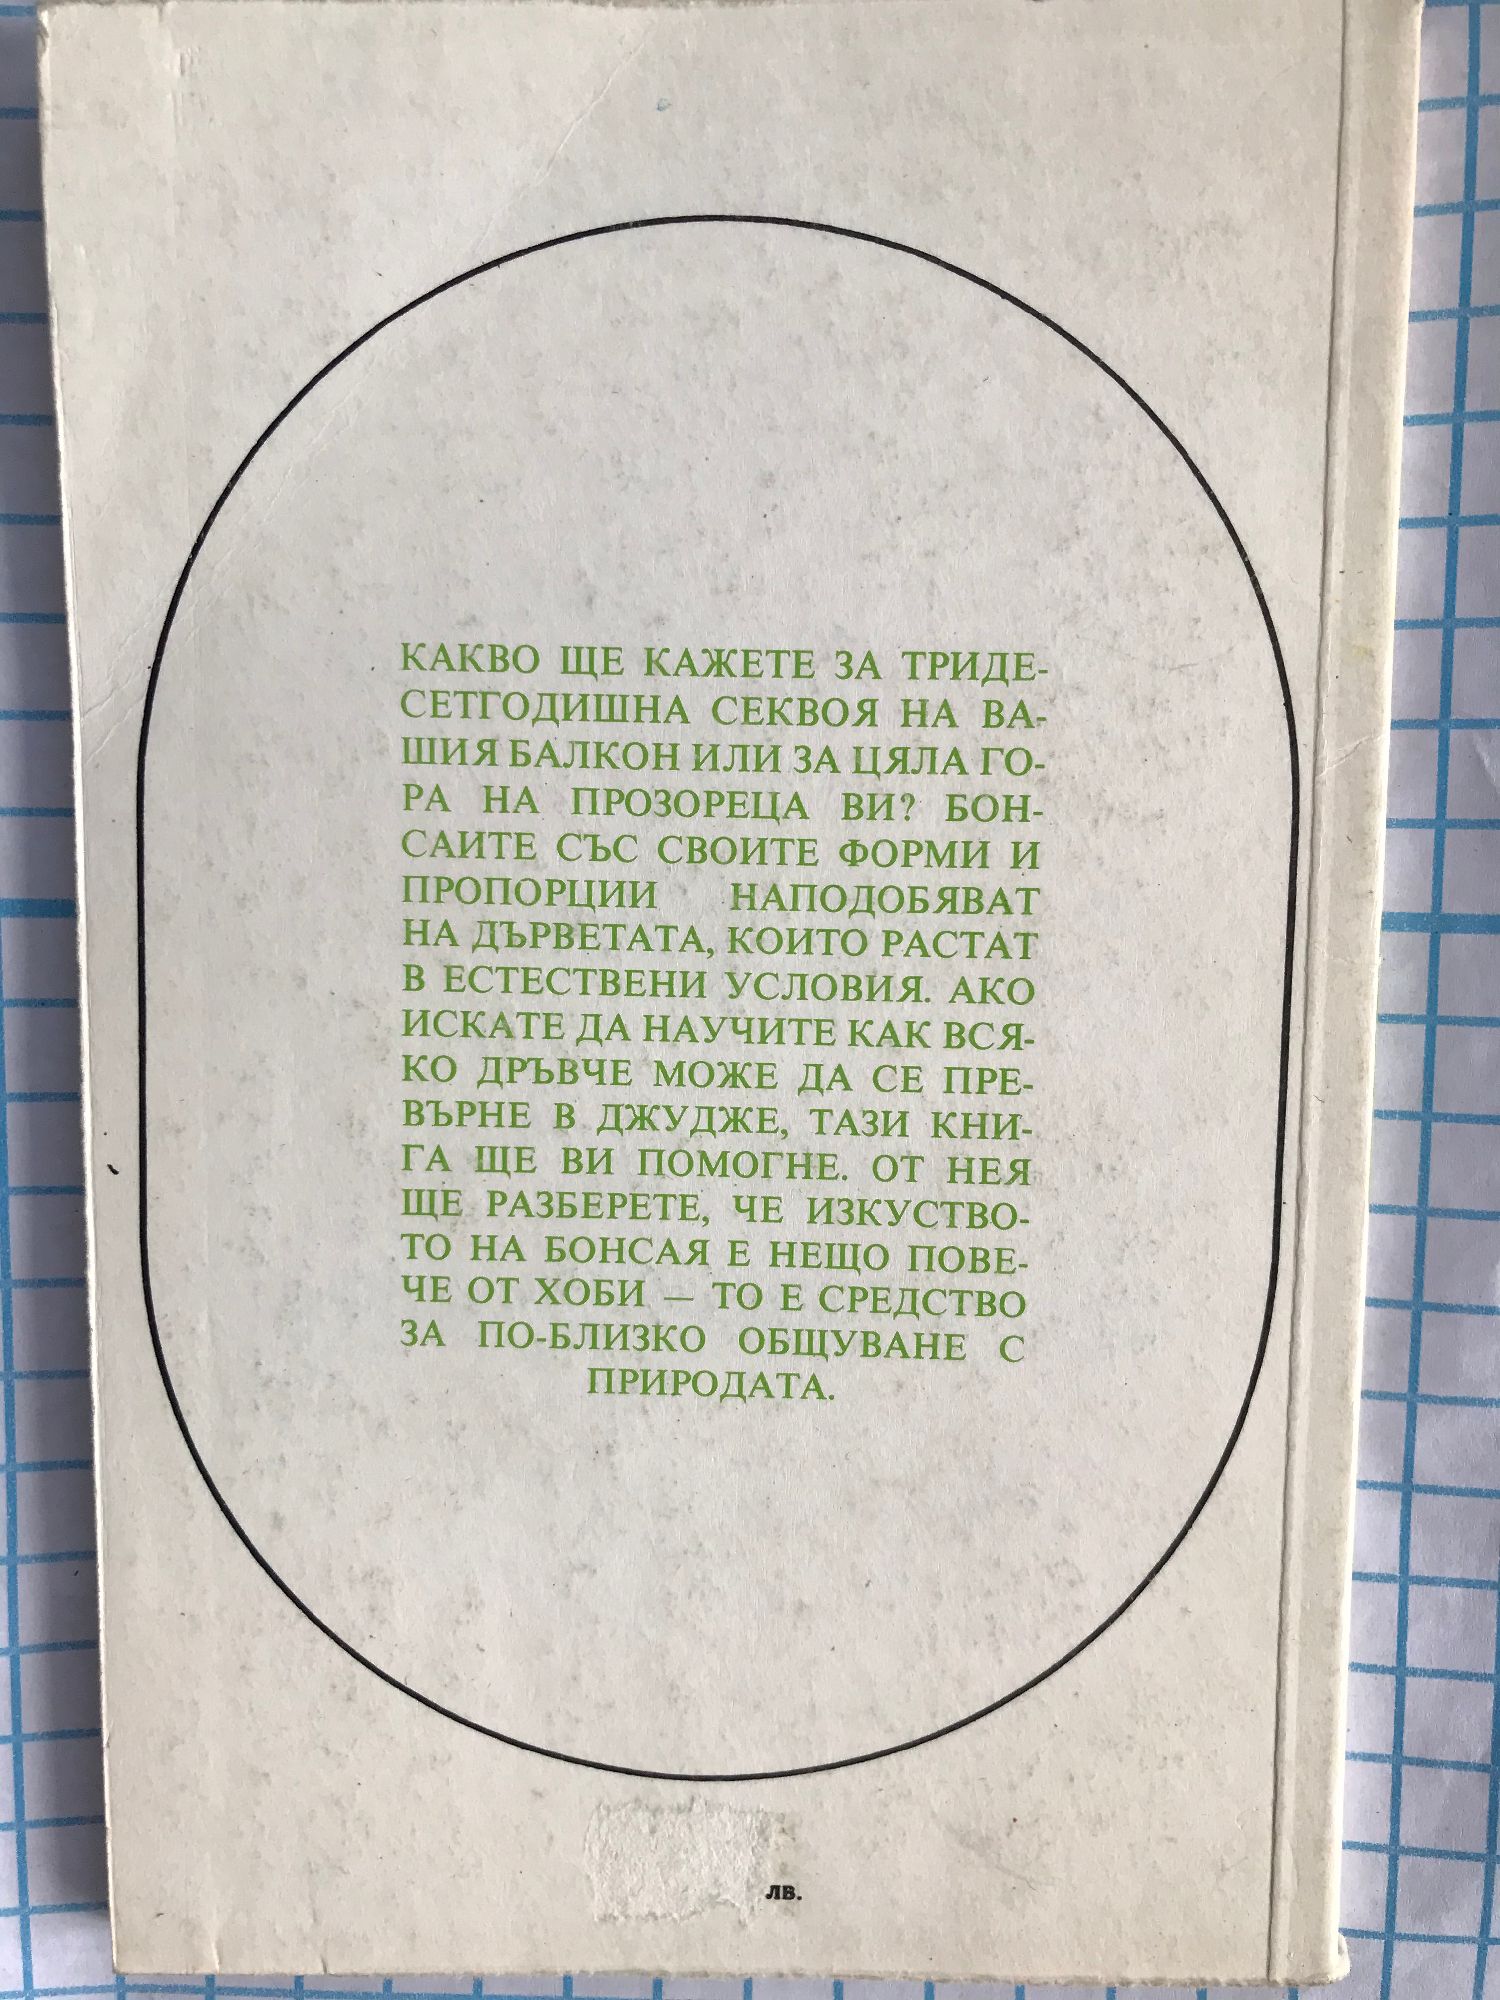 КАКВО ЩЕ КАЖЕТЕ ЗА ТРИДЕ-
СЕТГОДИШНА СЕКВОЯ НА ВА-
ШИЯ БАЛКОН ИЛИ ЗА ЦЯЛА ГО-
РА НА ПРОЗОРЕЦА ВИ? БОН-
САИТЕ СЪС СВОИТЕ ФОРМИ И
ПРОПОРЦИИ НАПОДОБЯВАТ
НА ДЪРВЕТАТА, КОИТО РАСТАТ
В ЕСТЕСТВЕНИ УСЛОВИЯ. АКО
ИСКАТЕ ДА НАУЧИТЕ КАК ВСЯ-
КО ДРЪВЧЕ МОЖЕ ДА СЕ ПРЕ-
ВЪРНЕ В ДЖУДЖЕ, ТАЗИ КНИ-
ГА ЩЕ ВИ ПОМОГНЕ. ОТ НЕЯ
ЩЕ РАЗБЕРЕТЕ, ЧЕ ИЗКУСТВО-
ТО НА БОНСАЯ Е НЕЩО ПОВЕ-
ЧЕ ОТ ХОБИ — ТО Е СРЕДСТВО
ЗА ПО-БЛИЗКО ОБЩУВАНЕ С
ПРИРОДАТА.
лв.